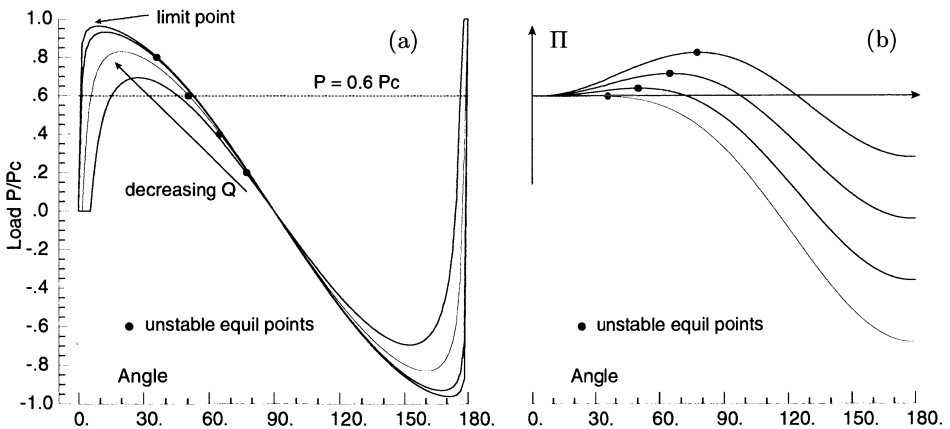 limit point
(a)
P = 0.6 Pc
decreasing Q
unstable equil points
Angle
Load P/Pc
1.0
.8
.6
.4
.2
.0
-.2
-.4
-.6
-.8
-1.0
0. 30. 60. 90. 120. 150. 180.
Π
(b)
unstable equil points
Angle
0. 30. 60. 90. 120. 150. 180.